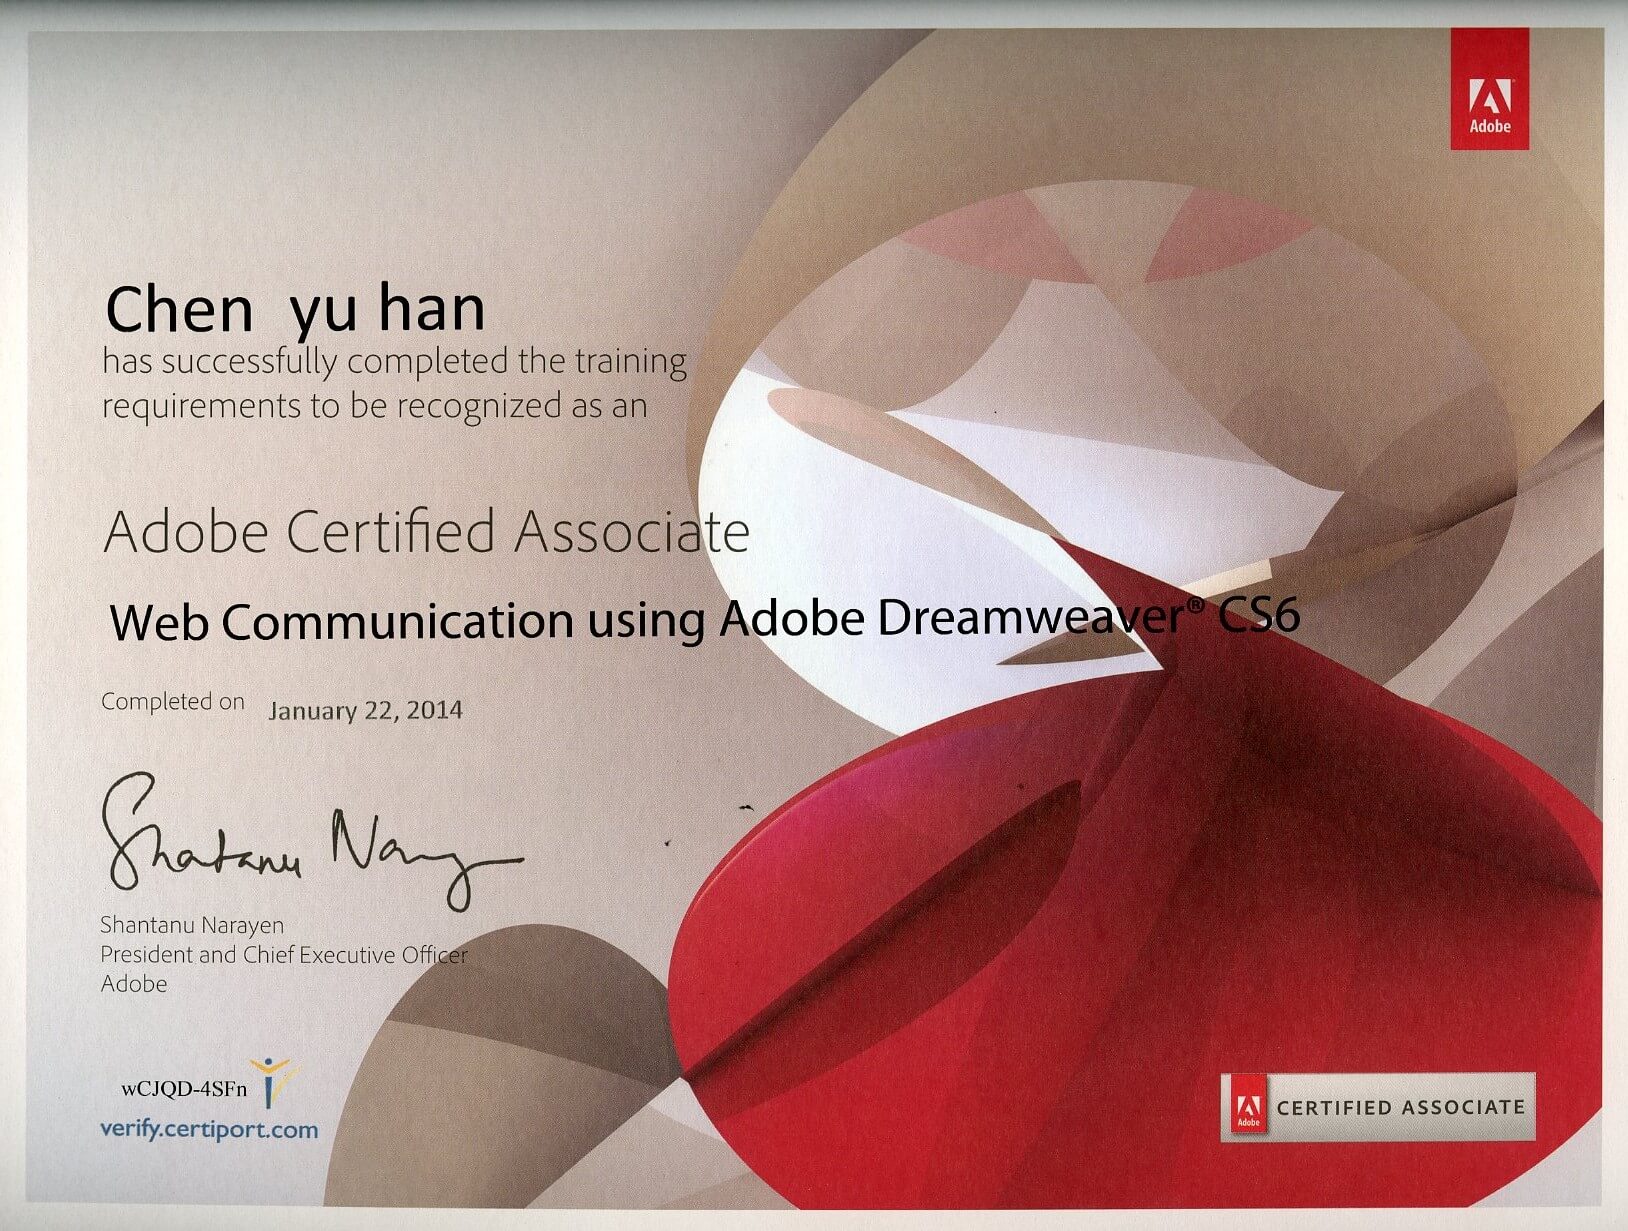 Adobe
Chen yu han
has successfully completed the training
requirements to be recognized as an
Adobe Certified Associate
Web Communication using Adobe Dreamweaver® CS6
Completed on January 22, 2014
Shantanu Narayen
Shantanu Narayen
President and Chief Executive Officer
Adobe
wCJQD-4SFn
verify.certiport.com
Adobe
CERTIFIED ASSOCIATE